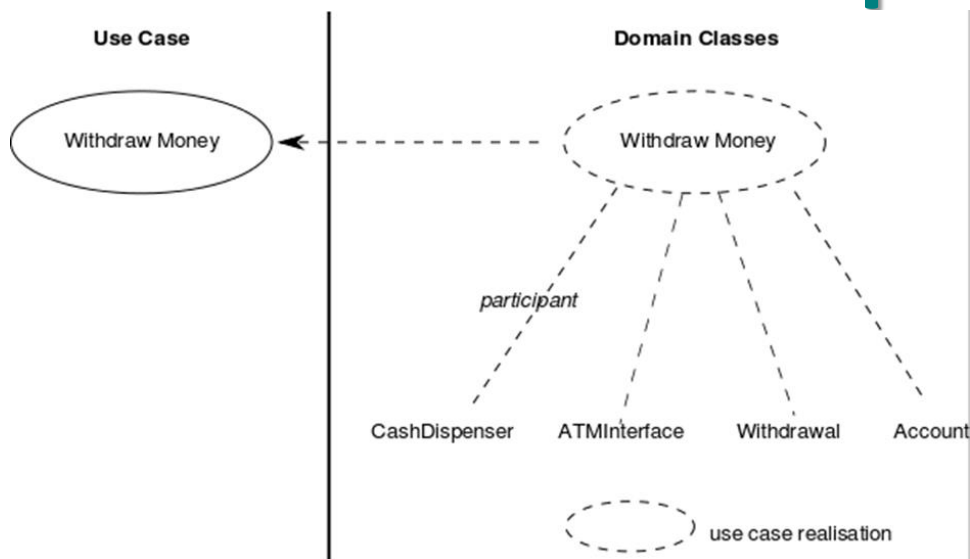 Use Case
Domain Classes
Withdraw Money
Withdraw Money
participant
CashDispenser
ATMInterface
Withdrawal
Account
use case realisation